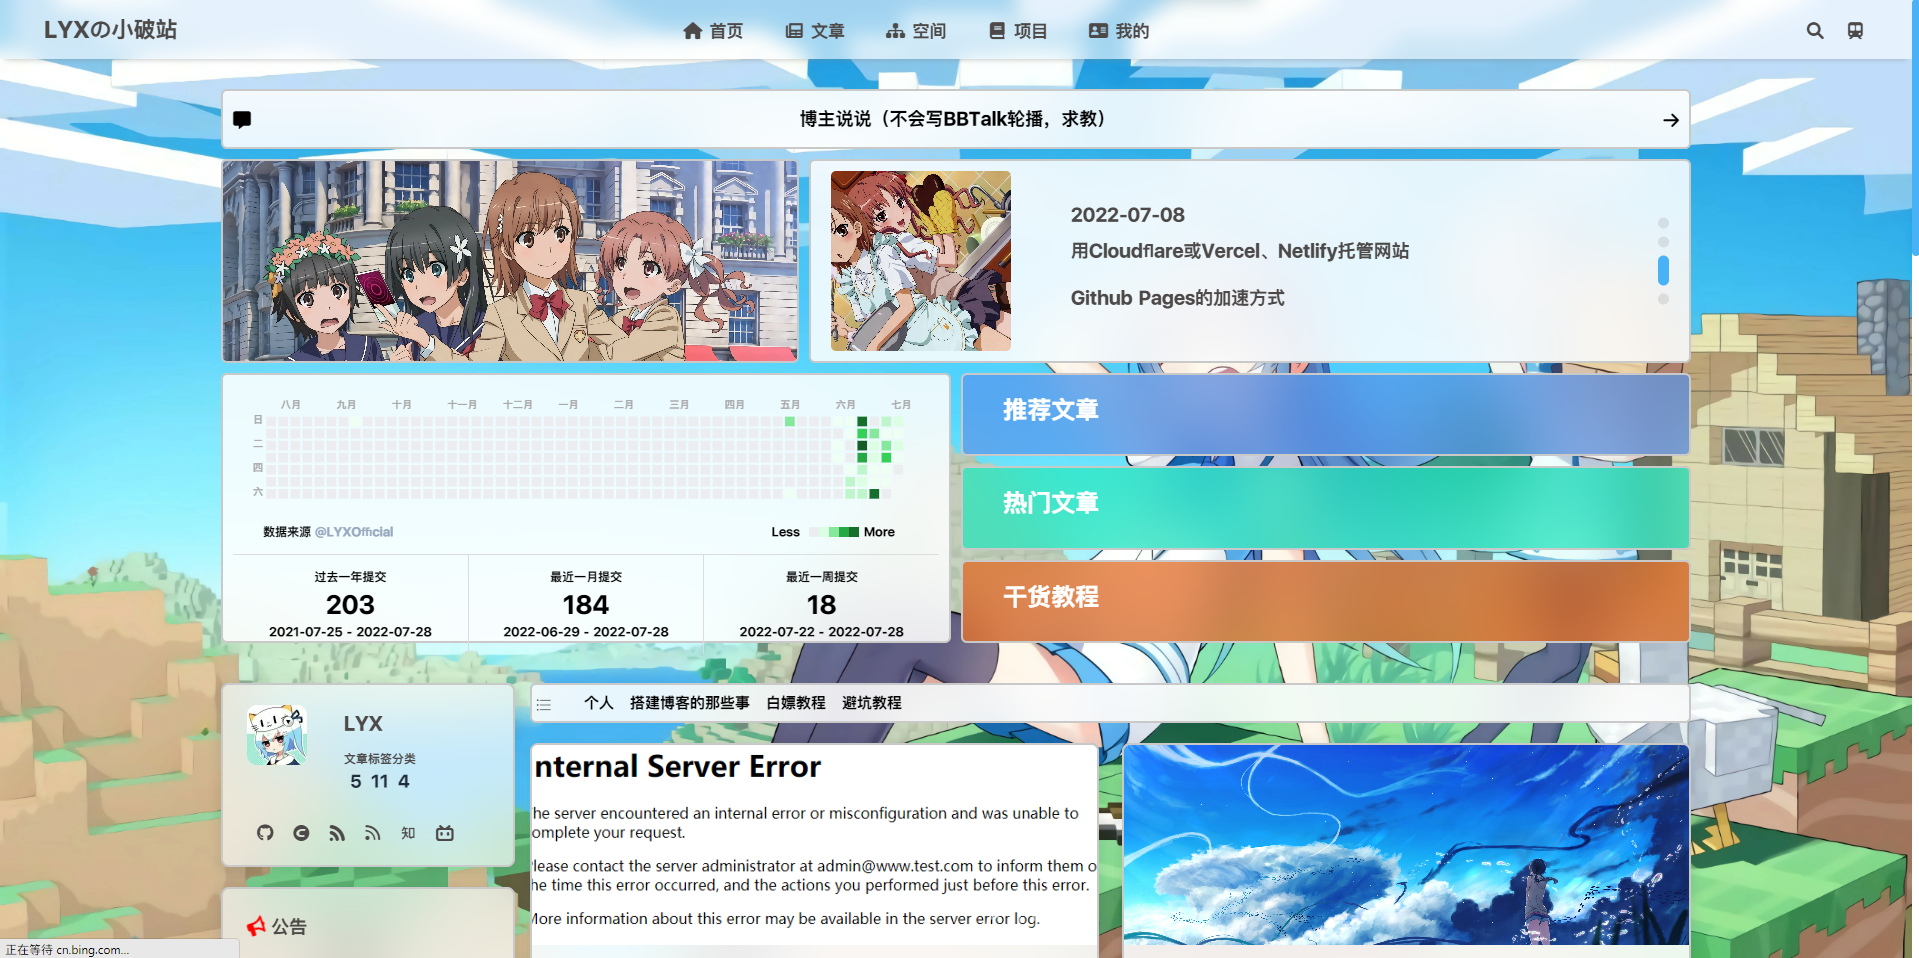 LYXの小破站
首页 文章 空间 项目 我的
博主说说（不会写BBTalk轮播，求教）
2022-07-08
用Cloudflare或Vercel、Netlify托管网站
Github Pages的加速方式
八月 九月 十月 十一月 十二月 一月 二月 三月 四月 五月 六月 七月
日
二
四
六
数据来源 @LYXOfficial
Less More
过去一年提交 最近一月提交 最近一周提交
203 184 18
2021-07-25 - 2022-07-28 2022-06-29 - 2022-07-28 2022-07-22 - 2022-07-28
推荐文章
热门文章
干货教程
LYX
文章标签分类
5 11 4
知
公告
个人 搭建博客的那些事 白嫖教程 避坑教程
nternal Server Error
he server encountered an internal error or misconfiguration and was unable to
omplete your request.
lease contact the server administrator at admin@www.test.com to inform them o
he time this error occurred, and the actions you performed just before this error.
More information about this error may be available in the server error log.
正在等待 cn.bing.com...